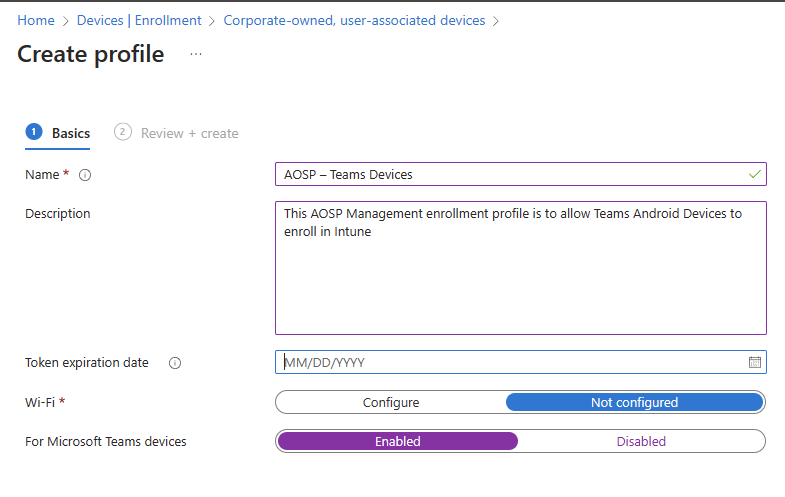 Home > Devices | Enrollment > Corporate-owned, user-associated devices >
Create profile ...
1 Basics 2 Review + create
Name *
AOSP – Teams Devices
Description
This AOSP Management enrollment profile is to allow Teams Android Devices to
enroll in Intune
Token expiration date
MM/DD/YYYY
Wi-Fi *
Configure Not configured
For Microsoft Teams devices
Enabled Disabled